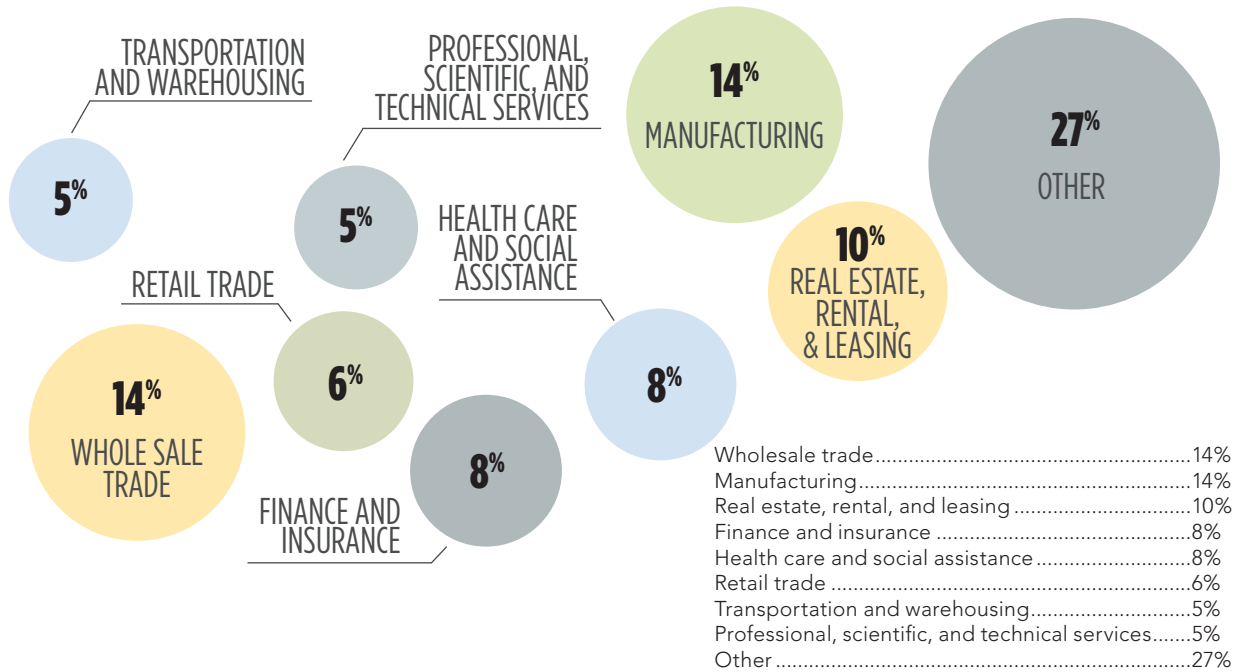 TRANSPORTATION
AND WAREHOUSING
5%
PROFESSIONAL,
SCIENTIFIC, AND
TECHNICAL SERVICES
5%
14%
MANUFACTURING
27%
OTHER
HEALTH CARE
AND SOCIAL
ASSISTANCE
8%
10%
REAL ESTATE,
RENTAL,
& LEASING
RETAIL TRADE
6%
14%
WHOLE SALE
TRADE
8%
FINANCE AND
INSURANCE
Wholesale trade..........................................................14%
Manufacturing.............................................................14%
Real estate, rental, and leasing ................................10%
Finance and insurance ..............................................8%
Health care and social assistance............................8%
Retail trade .................................................................6%
Transportation and warehousing.............................5%
Professional, scientific, and technical services......5%
Other ...........................................................................27%